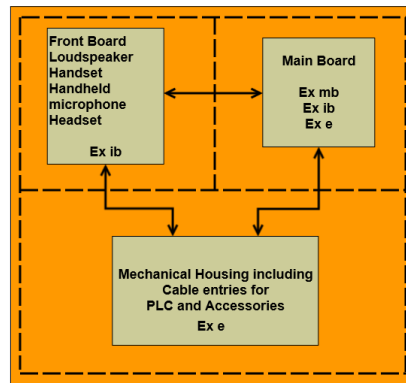 Front Board
Loudspeaker
Handset
Handheld
microphone
Headset
Ex ib
Main Board
Ex mb
Ex ib
Ex e
Mechanical Housing including
Cable entries for
PLC and Accessories
Ex e